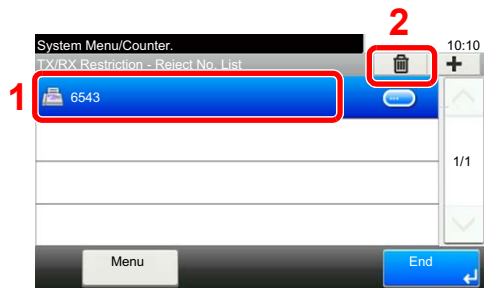 2
System Menu/Counter.
10:10
TX/RX Restriction - Reject No. List
1
6543
1/1
Menu
End